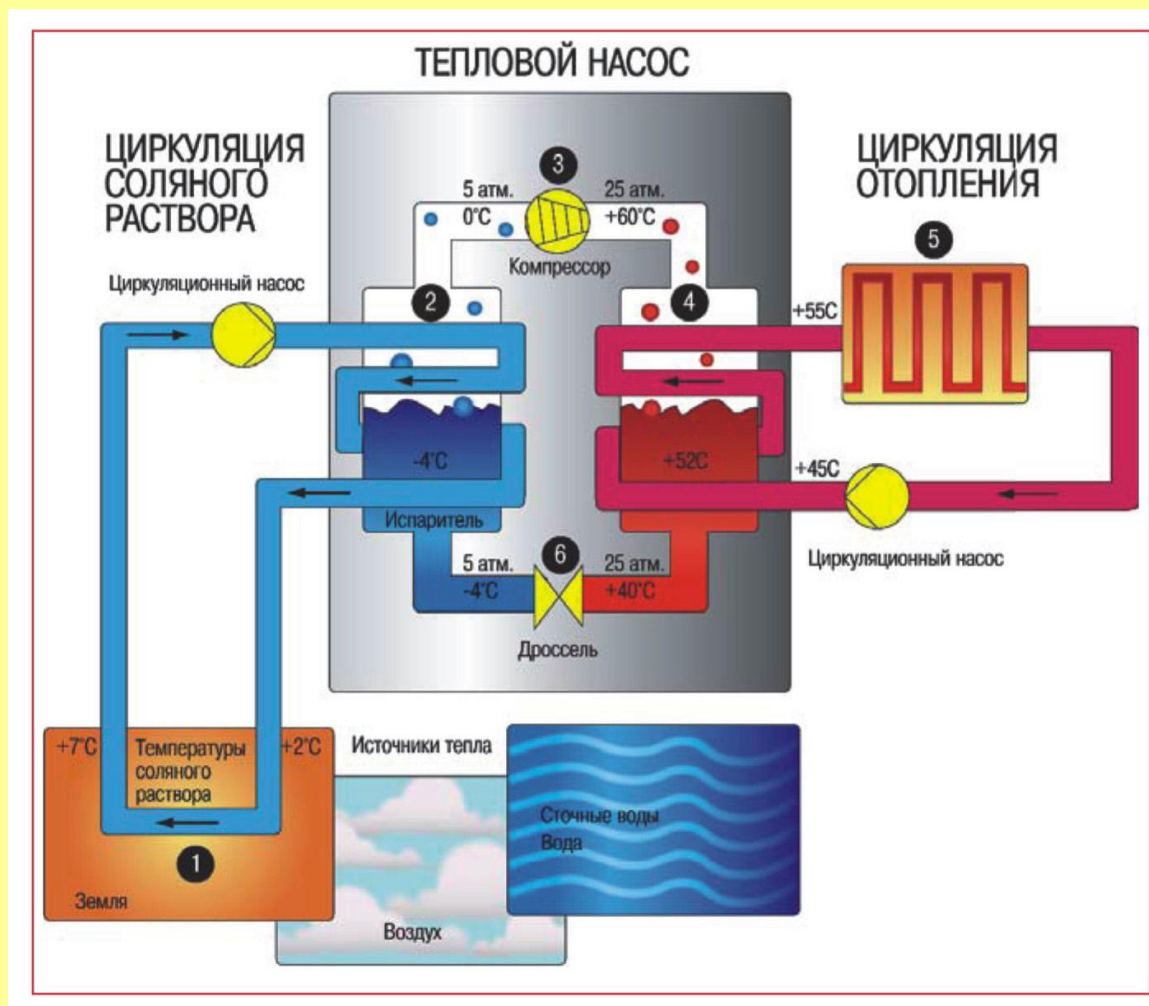 ТЕПЛОВОЙ НАСОС
ЦИРКУЛЯЦИЯ
СОЛЯНОГО
РАСТВОРА
Циркуляционный насос
3
5 атм.
0°C
25 атм.
+60°C
Компрессор
2
4
ЦИРКУЛЯЦИЯ
ОТОПЛЕНИЯ
5
+55C
-4°C
+52C
+45C
Испаритель
Циркуляционный насос
6
5 атм.
-4°C
25 атм.
+40°C
Дроссель
+7°C
Температуры
соляного
раствора
+2°C
1
Земля
Источники тепла
Воздух
Сточные воды
Вода